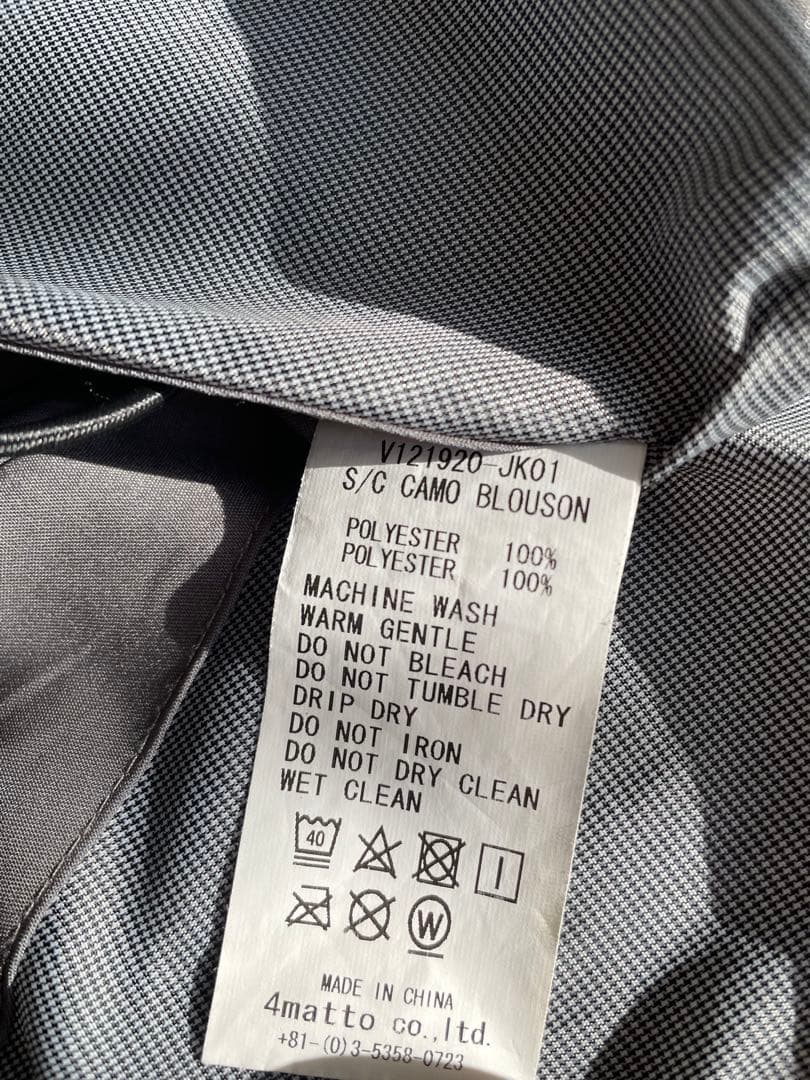 V121920-JK01
S/C CAMO BLOUSON
POLYESTER 100%
POLYESTER 100%
MACHINE WASH
WARM GENTLE
DO NOT BLEACH
DO NOT TUMBLE DRY
DRIP DRY
DO NOT IRON
DO NOT DRY CLEAN
WET CLEAN
40
W
MADE IN CHINA
4matto co.,ltd.
+81-(0)3-5358-0723